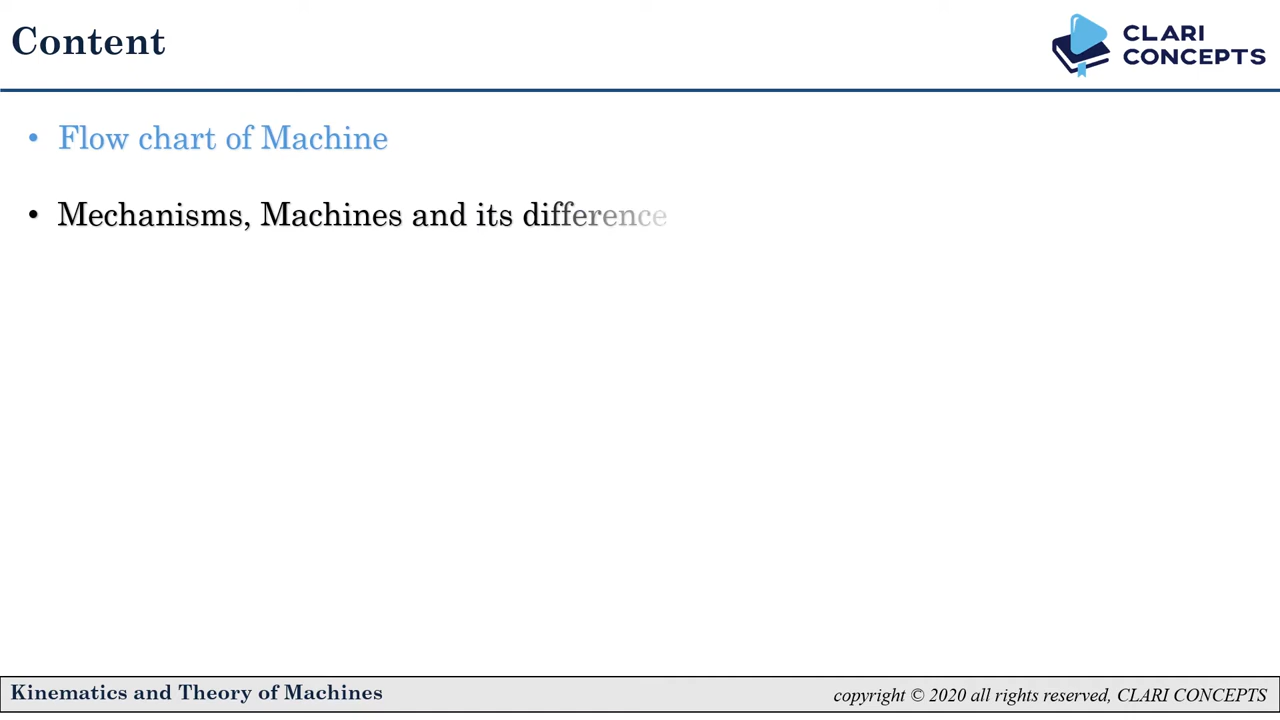 Content
CLARI
CONCEPTS
• Flow chart of Machine
• Mechanisms, Machines and its difference
Kinematics and Theory of Machines
copyright © 2020 all rights reserved, CLARI CONCEPTS